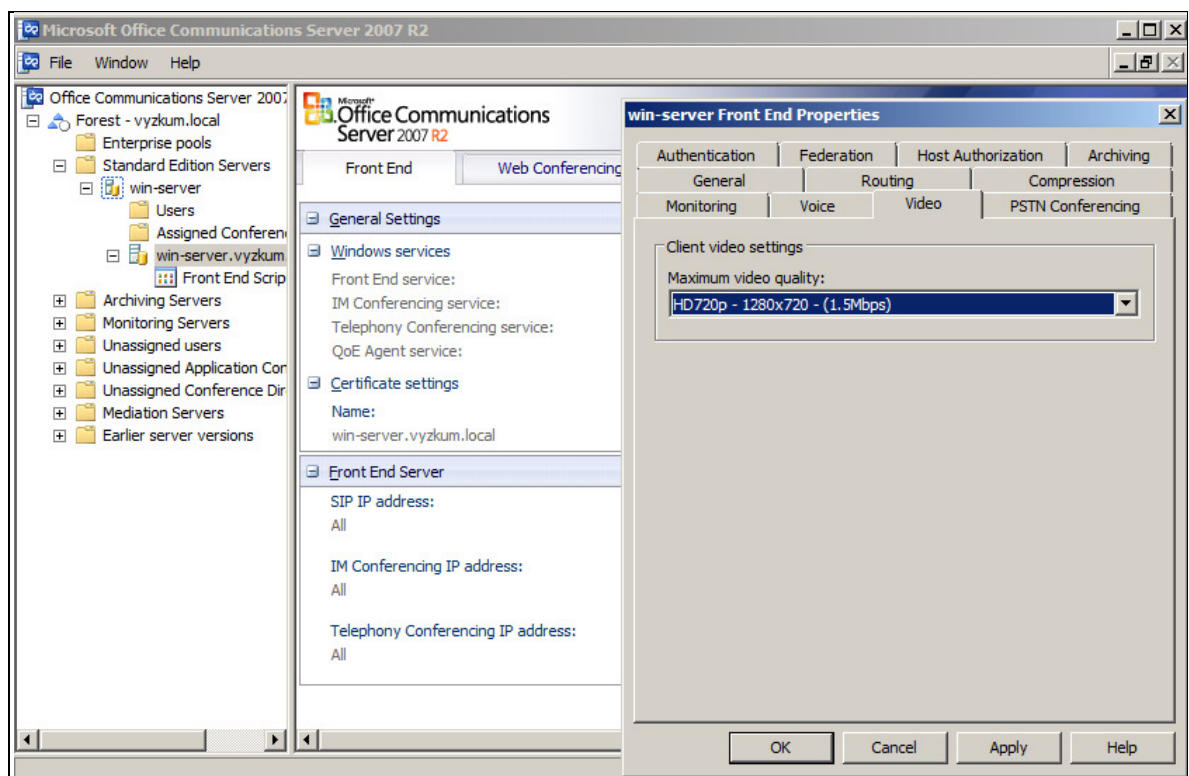 Microsoft Office Communications Server 2007 R2
File Window Help
Office Communications Server 2007
Forest - vyzkum.local
Enterprise pools
Standard Edition Servers
win-server
Users
Assigned Conferen
win-server.vyzkum
Front End Scrip
Archiving Servers
Monitoring Servers
Unassigned users
Unassigned Application Con
Unassigned Conference Dir
Mediation Servers
Earlier server versions
Microsoft
Office Communications
Server 2007 R2
Front End Web Conferencing
General Settings
Windows services
Front End service:
IM Conferencing service:
Telephony Conferencing service:
QoE Agent service:
Certificate settings
Name:
win-server.vyzkum.local
Front End Server
SIP IP address:
All
IM Conferencing IP address:
All
Telephony Conferencing IP address:
All
win-server Front End Properties
Authentication Federation Host Authorization Archiving
General Routing Compression
Monitoring Voice Video PSTN Conferencing
Client video settings
Maximum video quality:
HD720p - 1280x720 - (1.5Mbps)
OK Cancel Apply Help